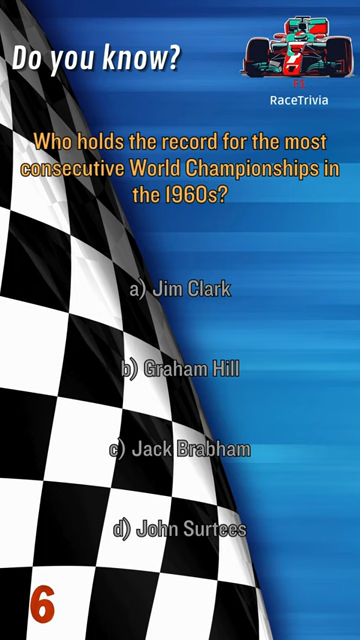 Do you know?
F1
RaceTrivia
Who holds the record for the most
consecutive World Championships in
the 1960s?
a) Jim Clark
b) Graham Hill
c) Jack Brabham
d) John Surtees
6